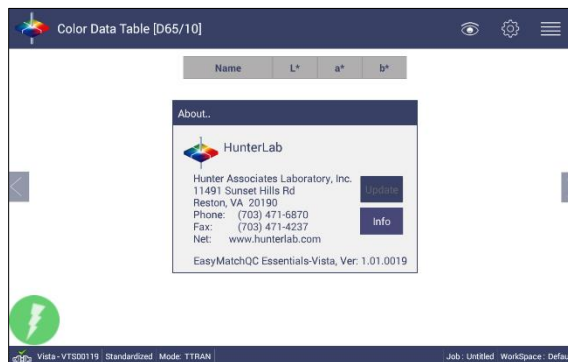 Color Data Table [D65/10]
Name L* a* b*
About..
HunterLab
Hunter Associates Laboratory, Inc.
11491 Sunset Hills Rd
Reston, VA 20190
Phone: (703) 471-6870
Fax: (703) 471-4237
Net: www.hunterlab.com
Update
Info
EasyMatchQC Essentials-Vista, Ver: 1.01.0019
Vista - VTS00119 Standardized Mode: TTRAN Job : Untitled WorkSpace : Defau